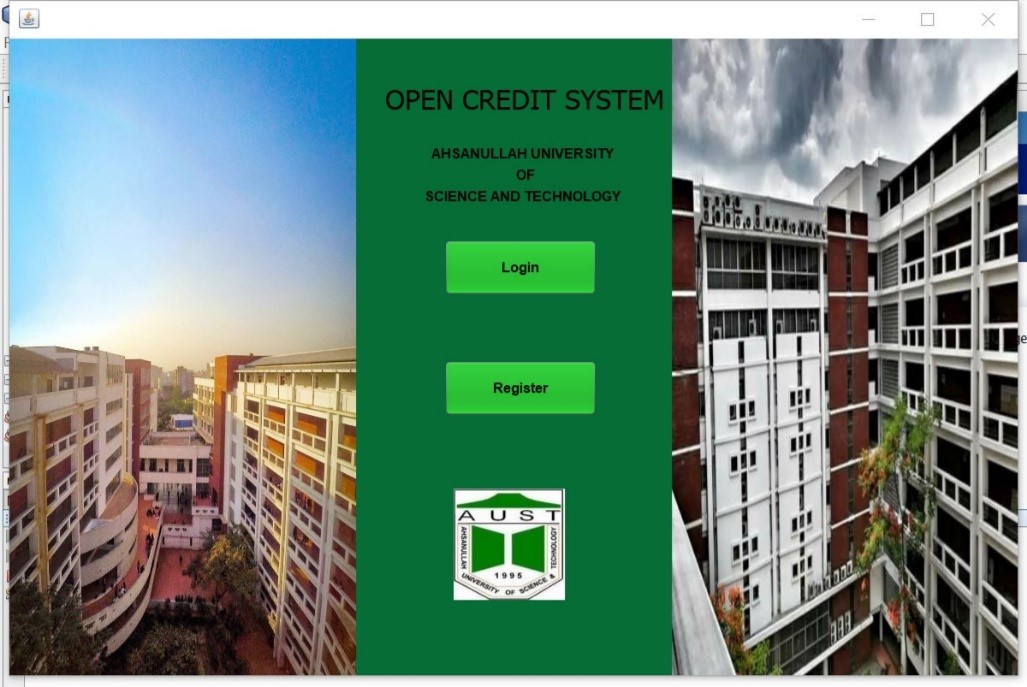 OPEN CREDIT SYSTEM
AHSANULLAH UNIVERSITY
OF
SCIENCE AND TECHNOLOGY
Login
Register
AUST
AHSANULLAH
UNIVERSITY OF SCIENCE &
TECHNOLOGY
1995